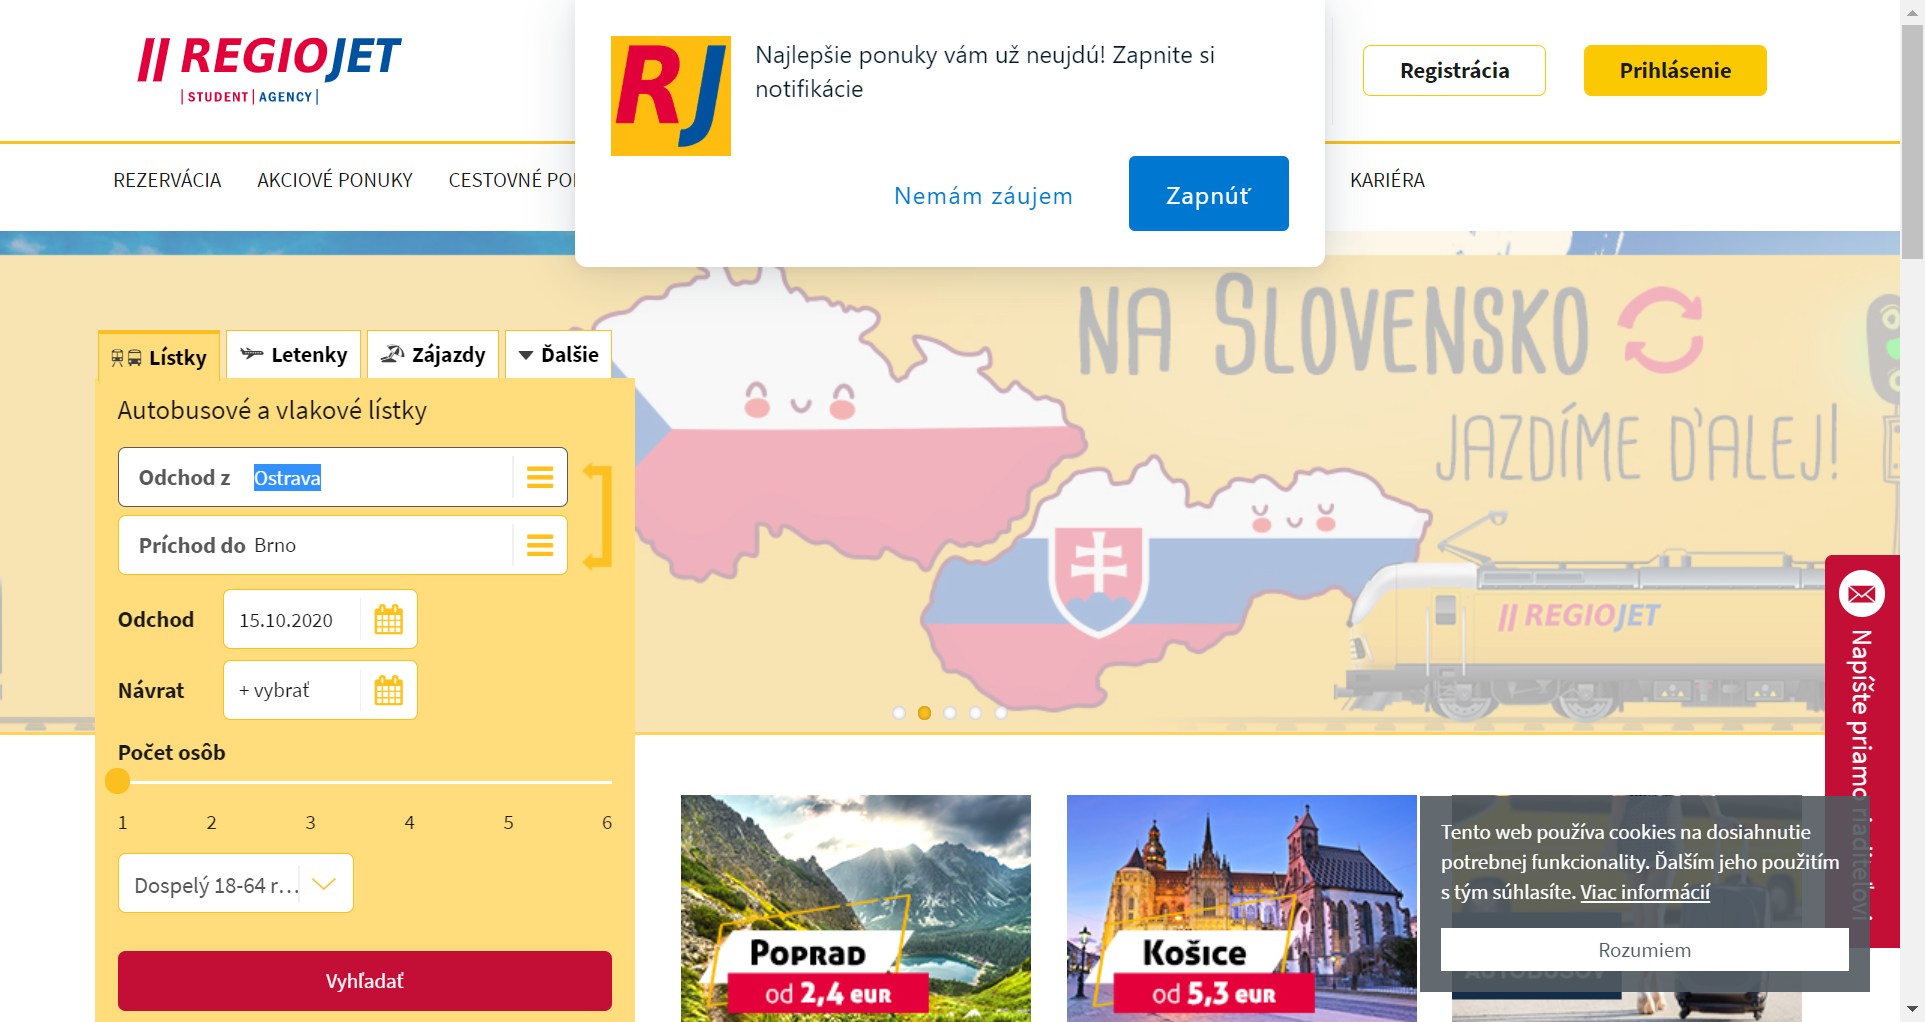 REGIOJET
STUDENT AGENCY
RJ
Najlepšie ponuky vám už neujdú! Zapnite si
notifikácie
Nemám záujem
Zapnúť
Registrácia
Prihlásenie
REZERVÁCIA
AKCIOVÉ PONUKY
CESTOVNÉ
KARIÉRA
NA SLOVENSKO
JAZDÍME ĎALEJ!
REGIOJET
Lístky
Letenky
Zájazdy
Ďalšie
Autobusové a vlakové lístky
Odchod z Ostrava
Príchod do Brno
Odchod 15.10.2020
Návrat + vybrať
Počet osôb
1 2 3 4 5 6
Dospelý 18-64 r...
Vyhľadať
POPRAD
od 2,4 EUR
KOŠICE
od 5,3 EUR
Napíšte priamo riaditeľovi
Tento web používa cookies na dosiahnutie
potrebnej funkcionality. Ďalším jeho použitím
s tým súhlasíte. Viac informácií
Rozumiem